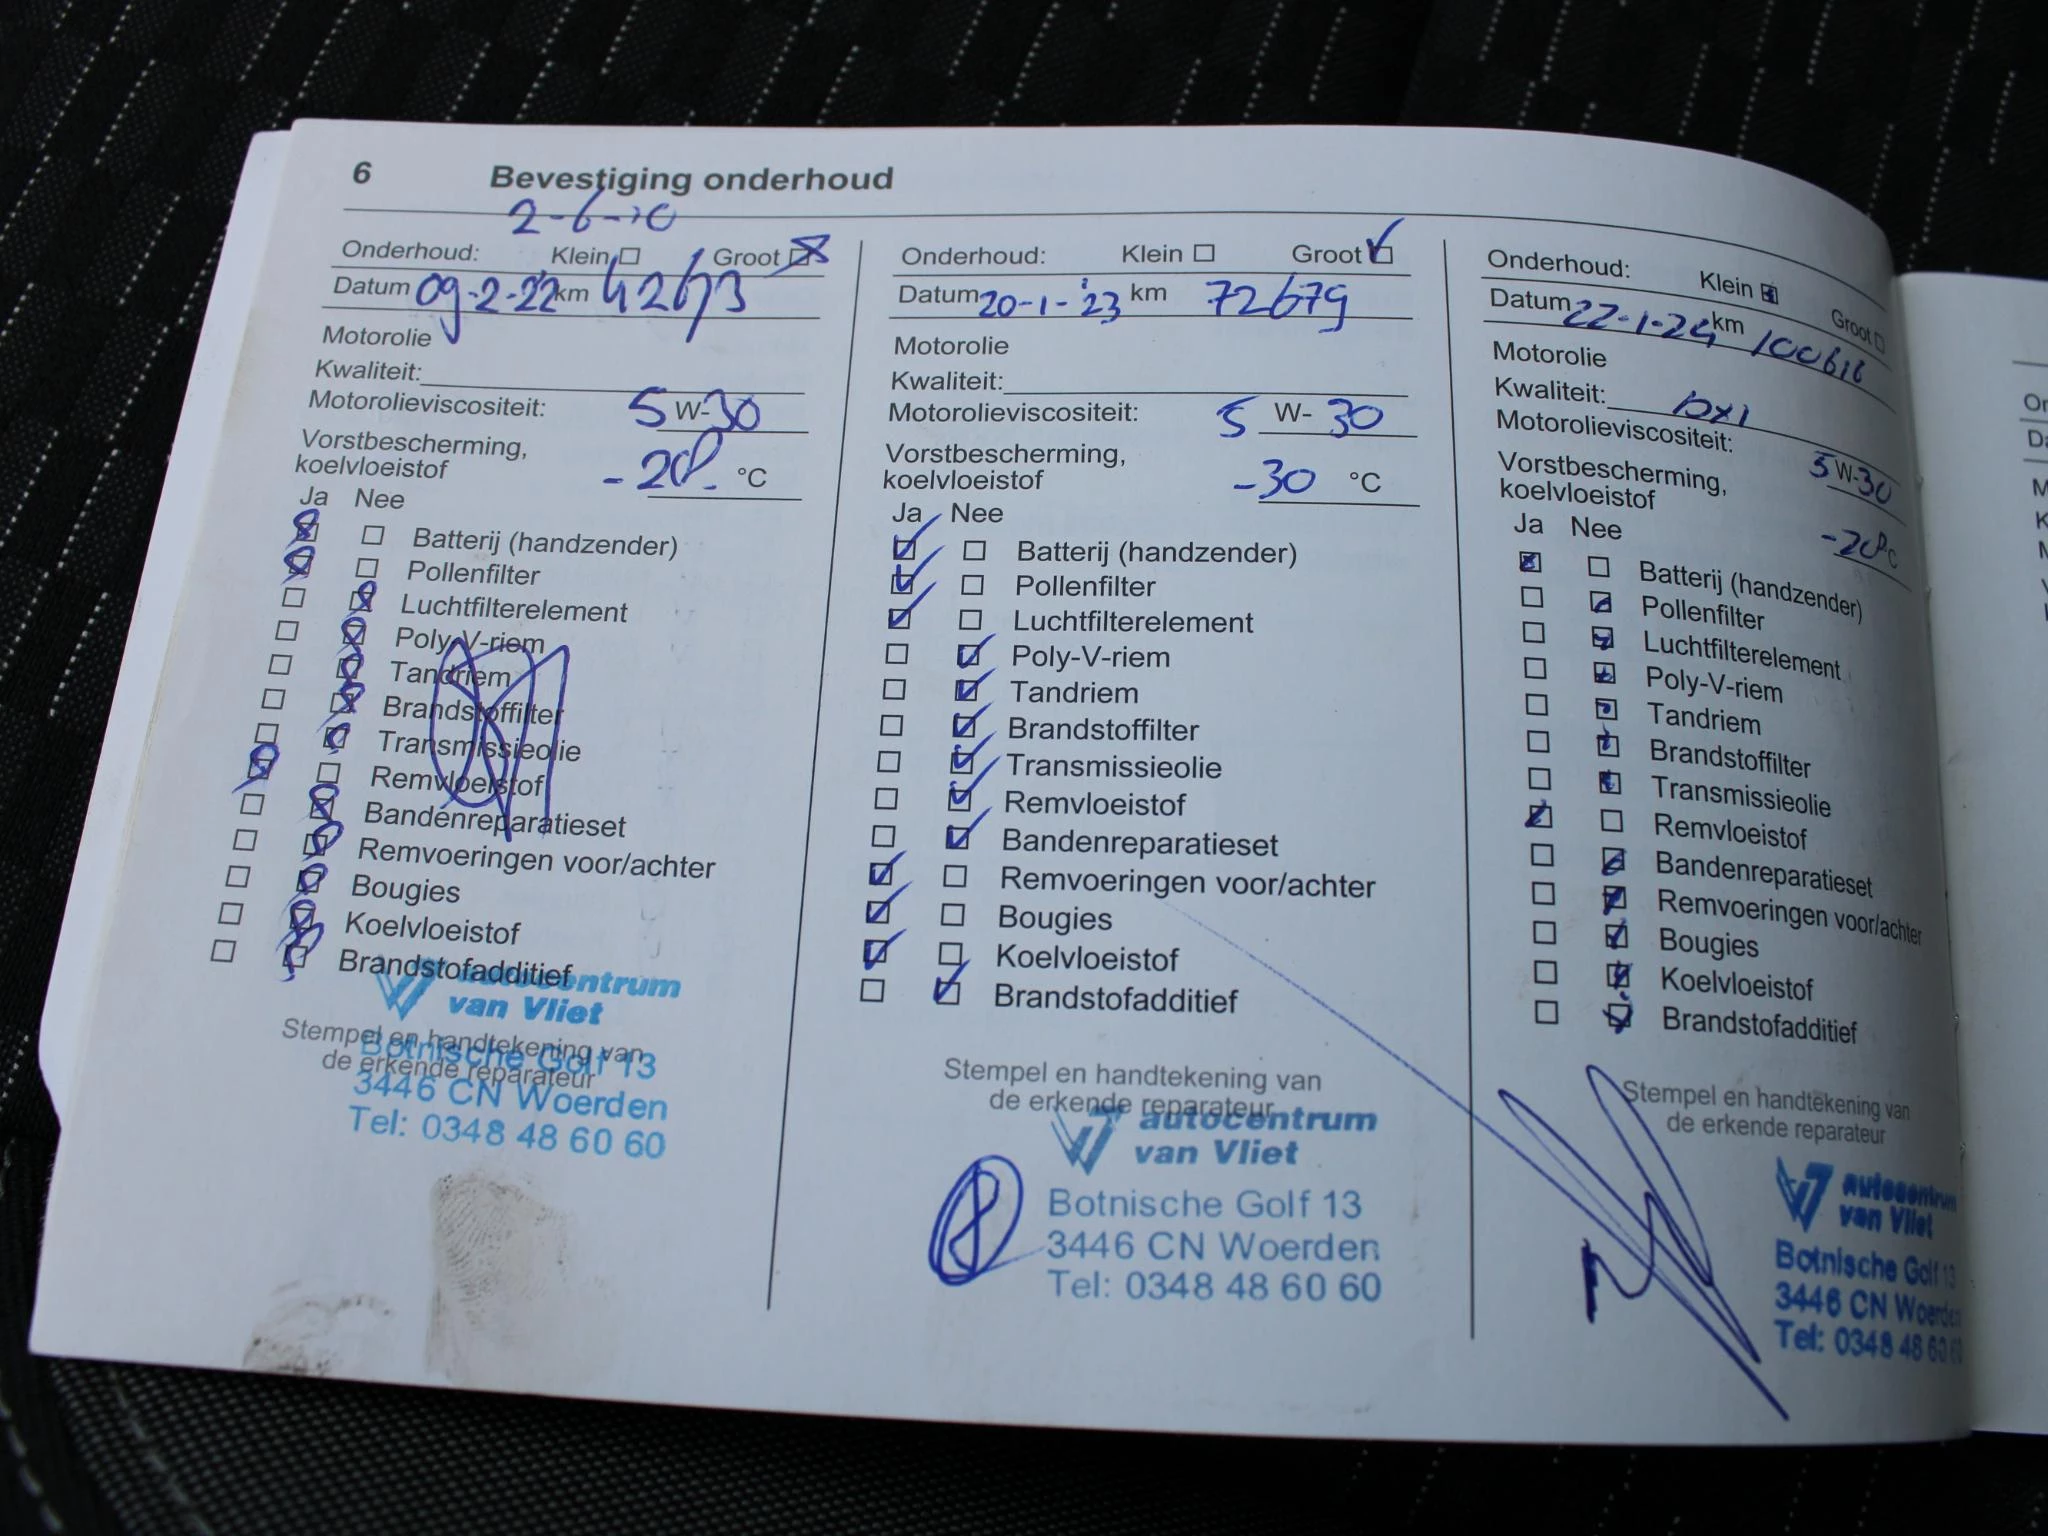 6 Bevestiging onderhoud
Onderhoud: Klein Groot
Datum 09-2-22 km
Motorolie
Kwaliteit:
Motorolieviscositeit: 5 W-30
Vorstbescherming,
koelvloeistof -20 °C
Ja Nee
Batterij (handzender)
Pollenfilter
Luchtfilterelement
Poly-V-riem
Tandriem
Brandstoffilter
Transmissieolie
Remvloeistof
Bandenreparatieset
Remvoeringen voor/achter
Bougies
Koelvloeistof
Brandstofadditief
autocentrum
van Vliet
Stempel en handtekening van
de erkende reparateur
Botnische Golf 13
3446 CN Woerden
Tel: 0348 48 60 60
Onderhoud: Klein Groot
Datum 20-1-'23 km 72679
Motorolie
Kwaliteit:
Motorolieviscositeit: 5 W-30
Vorstbescherming,
koelvloeistof -30 °C
Ja Nee
Batterij (handzender)
Pollenfilter
Luchtfilterelement
Poly-V-riem
Tandriem
Brandstoffilter
Transmissieolie
Remvloeistof
Bandenreparatieset
Remvoeringen voor/achter
Bougies
Koelvloeistof
Brandstofadditief
Stempel en handtekening van
de erkende reparateur
autocentrum
van Vliet
Botnische Golf 13
3446 CN Woerden
Tel: 0348 48 60 60
Onderhoud: Klein Groot
Datum 22-1-24 km 100616
Motorolie
Kwaliteit:
Motorolieviscositeit: 5 W-30
Vorstbescherming,
koelvloeistof -20 °C
Ja Nee
Batterij (handzender)
Pollenfilter
Luchtfilterelement
Poly-V-riem
Tandriem
Brandstoffilter
Transmissieolie
Remvloeistof
Bandenreparatieset
Remvoeringen voor/achter
Bougies
Koelvloeistof
Brandstofadditief
Stempel en handtekening van
de erkende reparateur
autocentrum
van Vliet
Botnische Golf 13
3446 CN Woerden
Tel: 0348 48 60 60